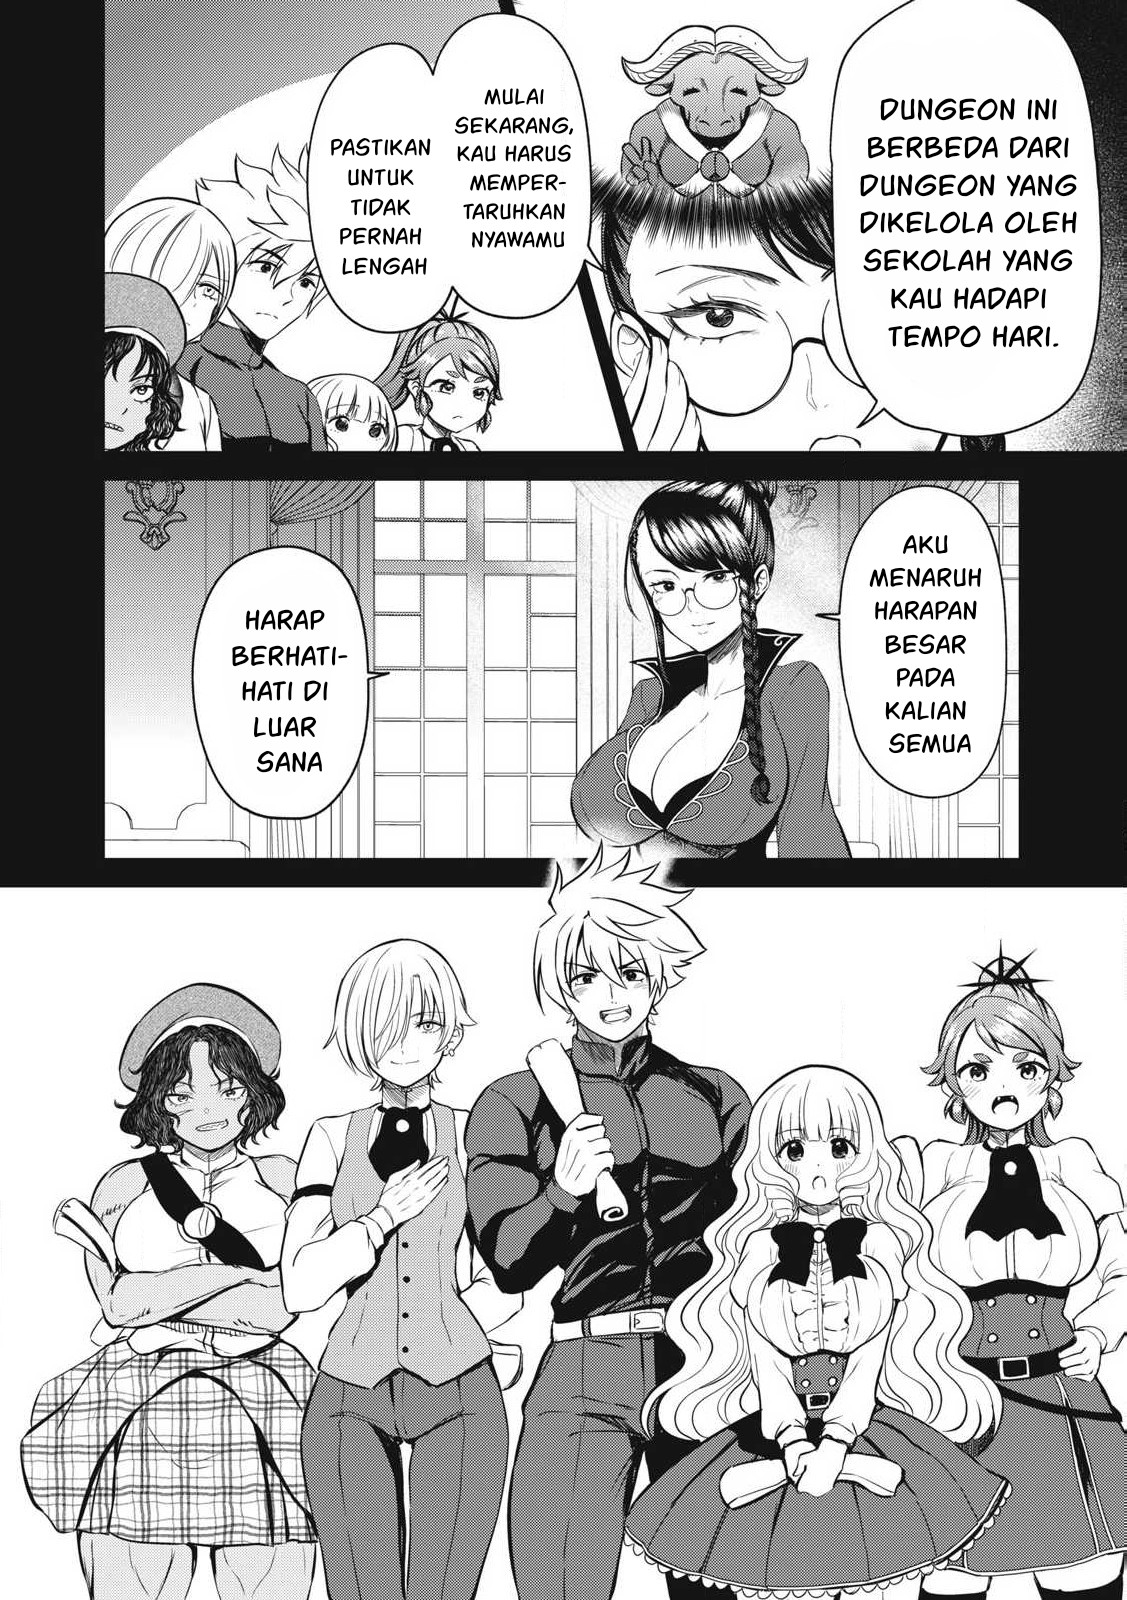 DUNGEON INI
BERBEDA DARI
DUNGEON YANG
DIKELOLA OLEH
SEKOLAH YANG
KAU HADAPI
TEMPO HARI.
MULAI
SEKARANG,
KAU HARUS
MEMPER-
TARUHKAN
NYAWAMU
PASTIKAN
UNTUK
TIDAK
PERNAH
LENGAH
AKU
MENARUH
HARAPAN
BESAR
PADA
KALIAN
SEMUA
HARAP
BERHATI-
HATI DI
LUAR
SANA